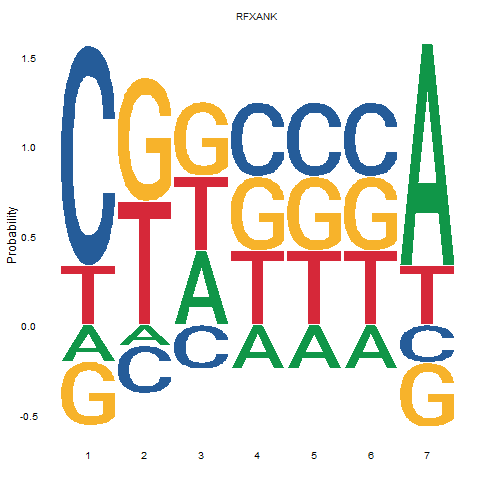 RFXANK
Probability
1.5
1.0
0.5
0.0
-0.5
C G G C C C A
T T T G G G T
A A A T T T C
G C C A A A G
1 2 3 4 5 6 7